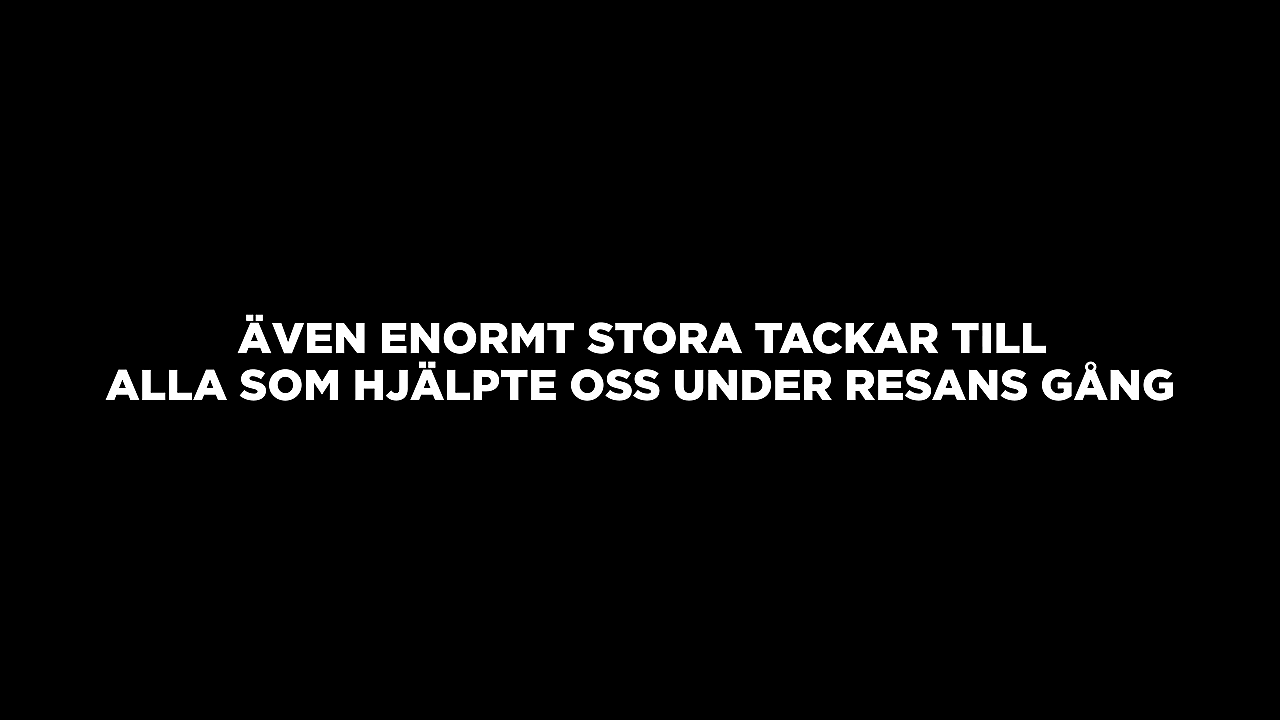 ÄVEN ENORMT STORA TACKAR TILL
ALLA SOM HJÄLPTE OSS UNDER RESANS GÅNG